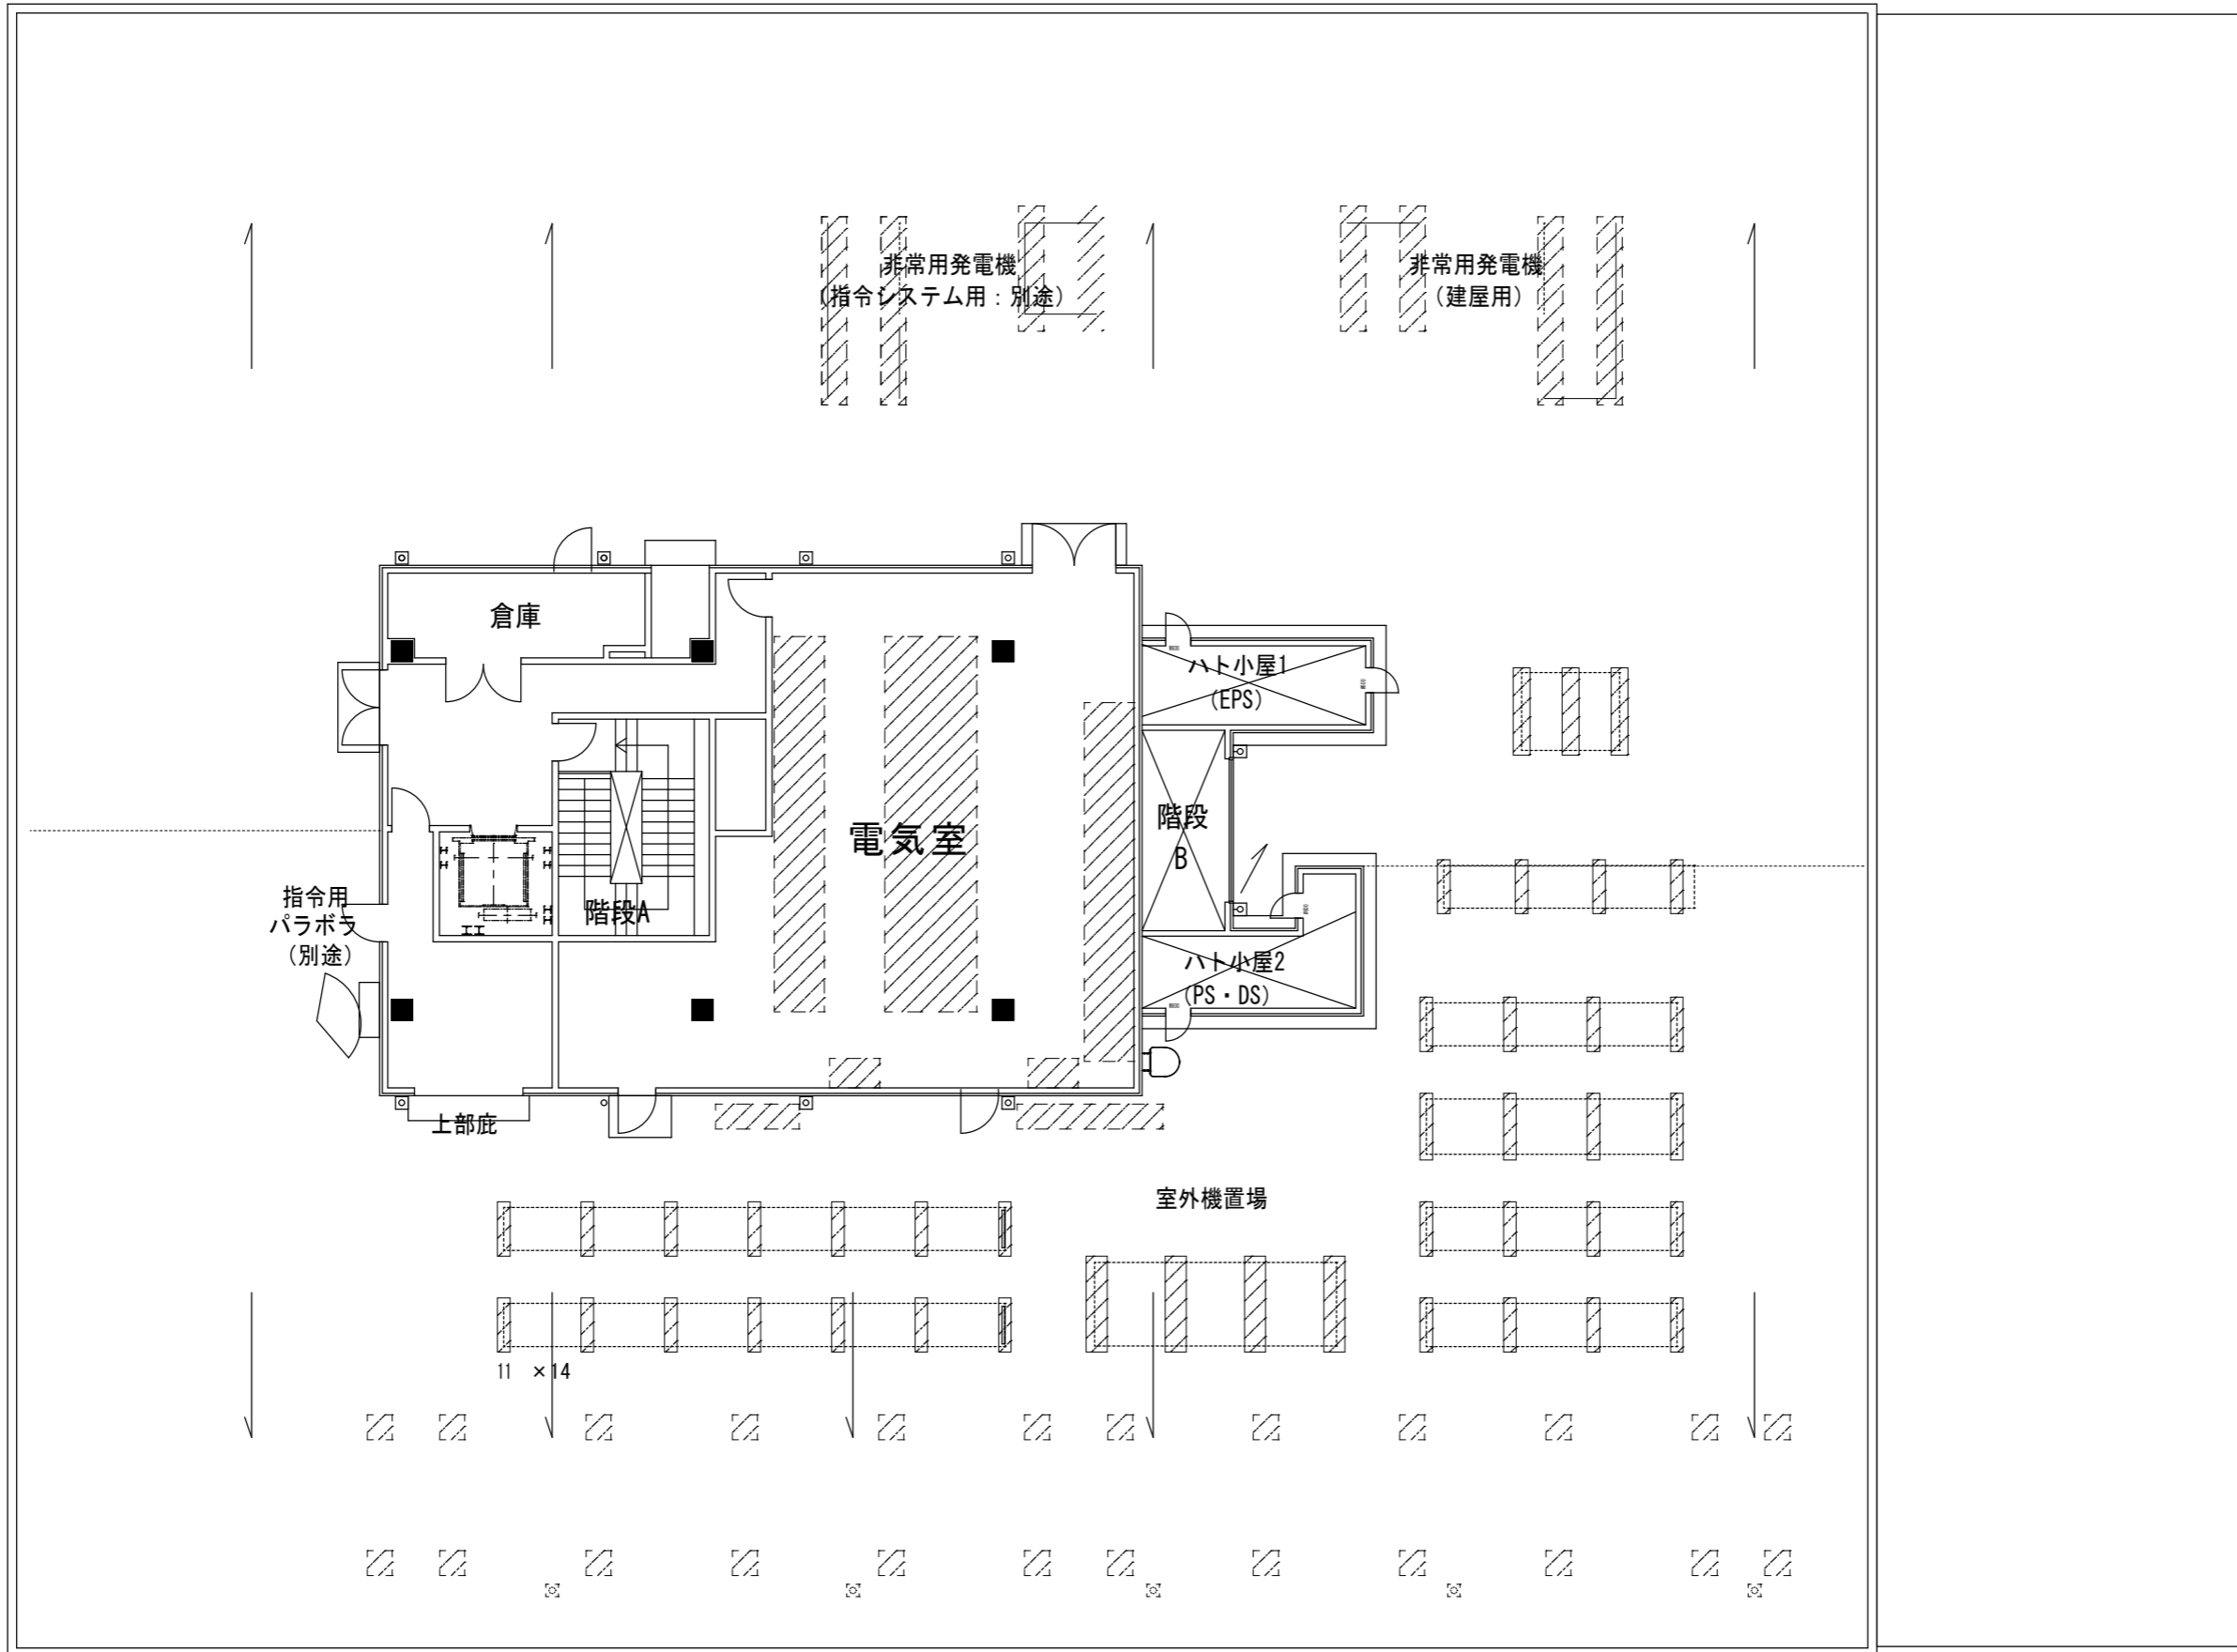 非常用発電機
(指令システム用：別途)
非常用発電機
(建屋用)
倉庫
ハト小屋1
(EPS)
階段
B
電気室
指令用
パラボラ
(別途)
階段A
ハト小屋2
(PS・DS)
上部庇
室外機置場
11 ×14